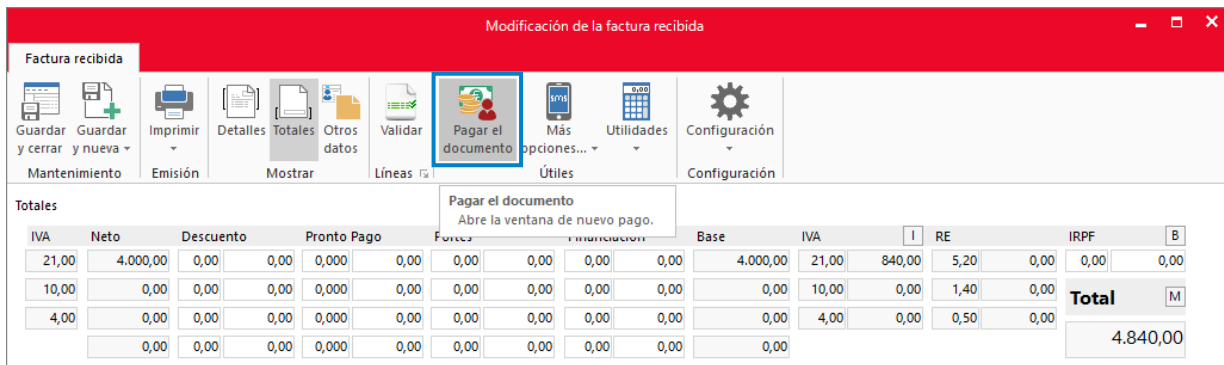 Modificación de la factura recibida
Factura recibida
Guardar y cerrar
Guardar y nueva
Imprimir
Detalles
Totales
Otros datos
Validar
Pagar el documento
sms
Más opciones...
0,00
Utilidades
Configuración
Mantenimiento
Emisión
Mostrar
Líneas
Útiles
Configuración
Pagar el documento
Abre la ventana de nuevo pago.
Totales
IVA Neto Descuento Pronto Pago Portes Financiación Base IVA I RE IRPF B
21,00 4.000,00 0,00 0,00 0,000 0,00 0,00 0,00 0,00 0,00 4.000,00 21,00 840,00 5,20 0,00 0,00 0,00
10,00 0,00 0,00 0,00 0,000 0,00 0,00 0,00 0,00 0,00 0,00 10,00 0,00 1,40 0,00 Total M
4,00 0,00 0,00 0,00 0,000 0,00 0,00 0,00 0,00 0,00 0,00 4,00 0,00 0,50 0,00
4.840,00
0,00 0,00 0,00 0,000 0,00 0,00 0,00 0,00 0,00 0,00